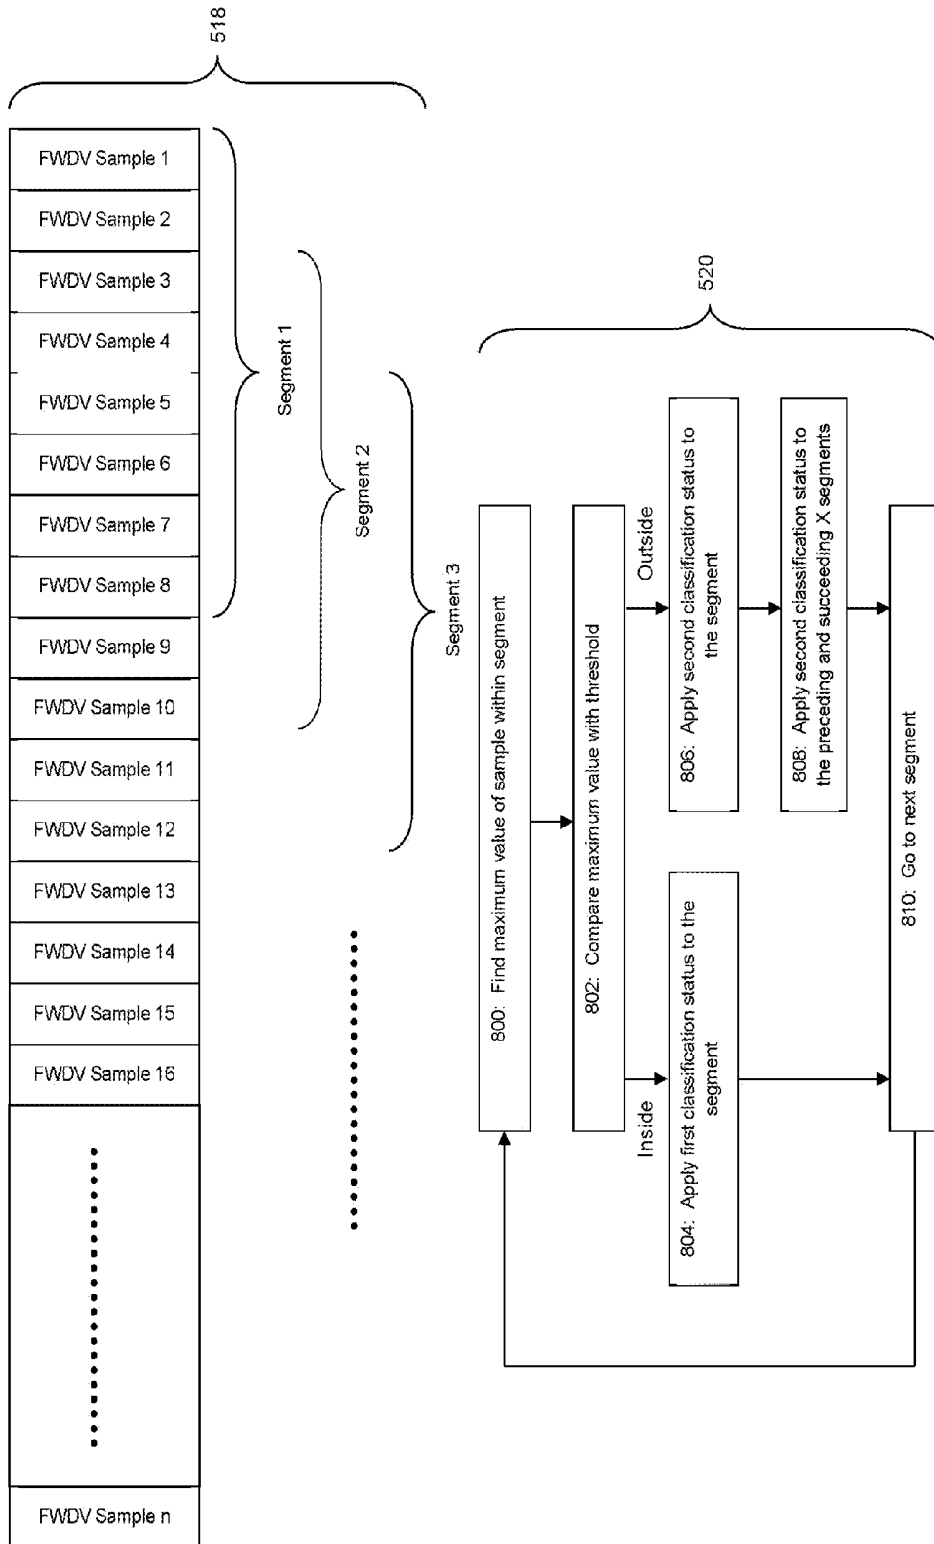 518
FWDV Sample 1
FWDV Sample 2
FWDV Sample 3
FWDV Sample 4
FWDV Sample 5
FWDV Sample 6
FWDV Sample 7
FWDV Sample 8
FWDV Sample 9
FWDV Sample 10
FWDV Sample 11
FWDV Sample 12
FWDV Sample 13
FWDV Sample 14
FWDV Sample 15
FWDV Sample 16
FWDV Sample n
Segment 1
Segment 2
Segment 3
520
800: Find maximum value of sample within segment
802: Compare maximum value with threshold
Inside
Outside
804: Apply first classification status to the
segment
806: Apply second classification status to
the segment
808: Apply second classification status to
the preceding and succeeding X segments
810: Go to next segment